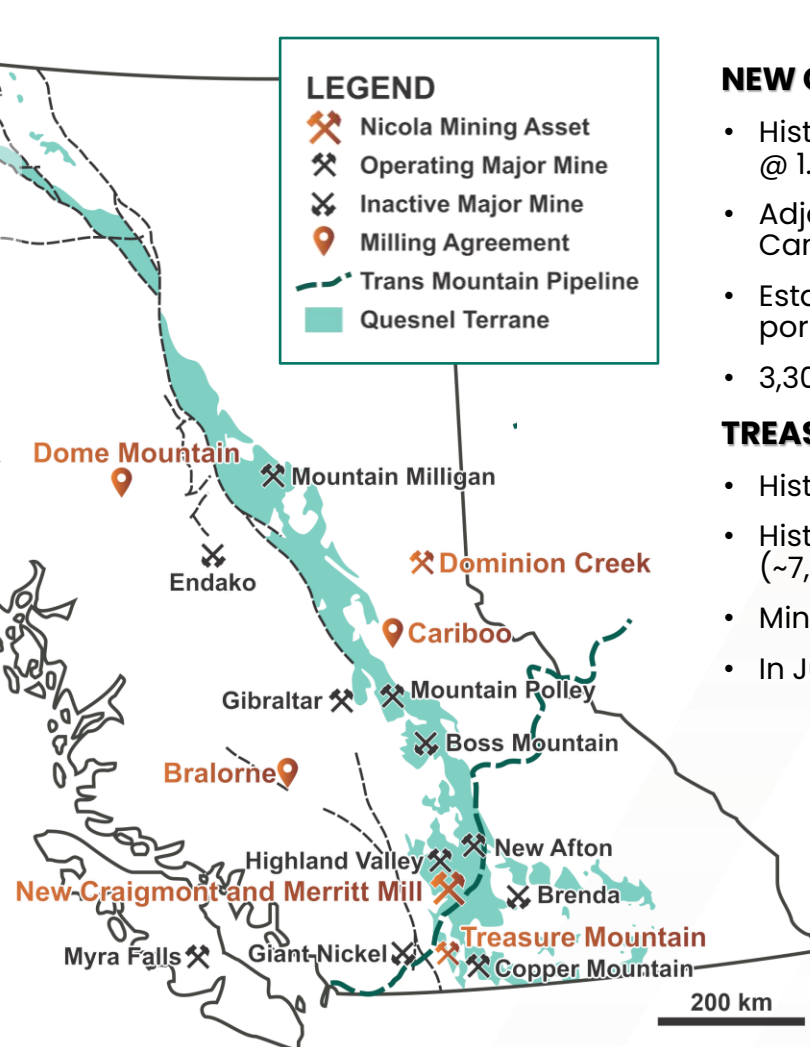 LEGEND
Nicola Mining Asset
Operating Major Mine
Inactive Major Mine
Milling Agreement
Trans Mountain Pipeline
Quesnel Terrane
Dome Mountain
Mountain Milligan
Endako
Dominion Creek
Cariboo
Gibraltar
Mountain Polley
Boss Mountain
Bralorne
New Afton
Highland Valley
New Craigmont and Merritt Mill
Brenda
Treasure Mountain
Myra Falls
Giant Nickel
Copper Mountain
200 km
NEW
• Hist
@ 1.
• Adj
Car
• Est
por
• 3,30
TREAS
• Hist
• Hist
(~7,
• Min
• In J